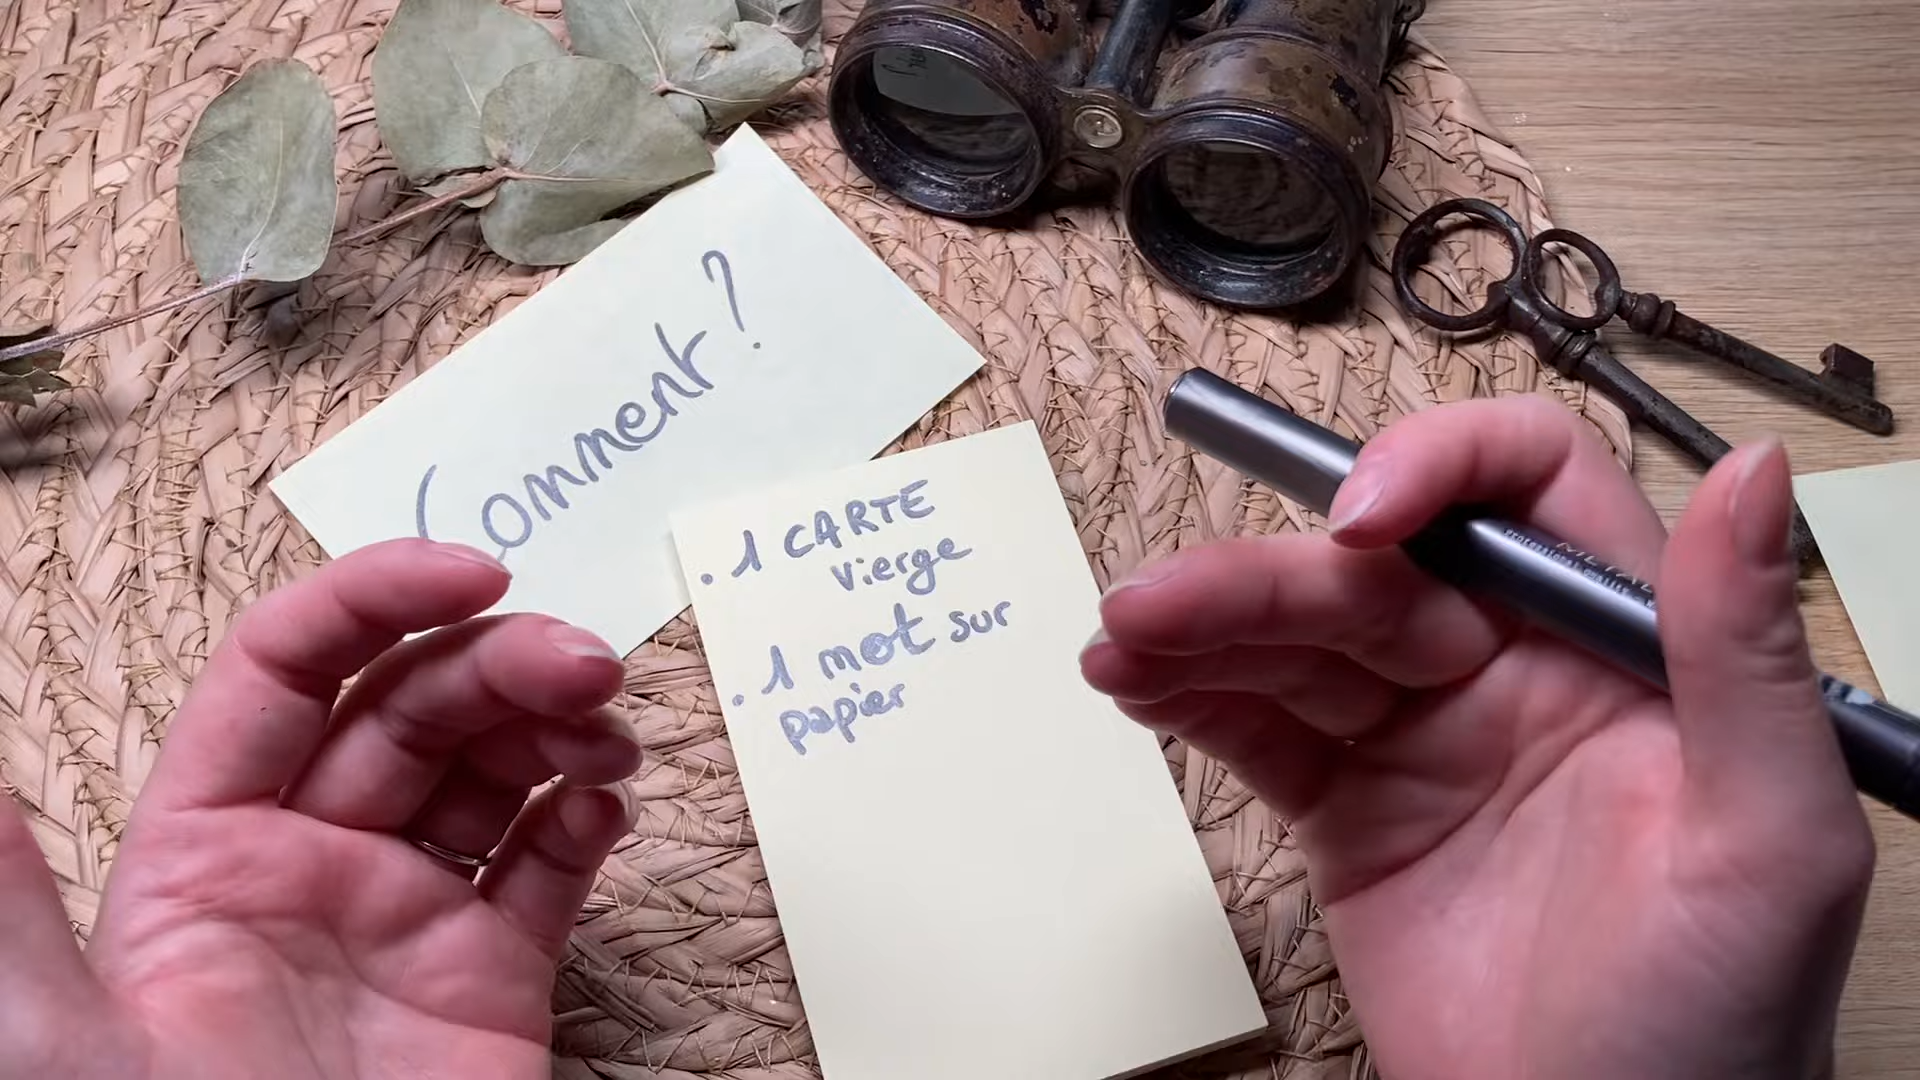 Comment ?
. 1 CARTE
vierge
. 1 mot sur
papier